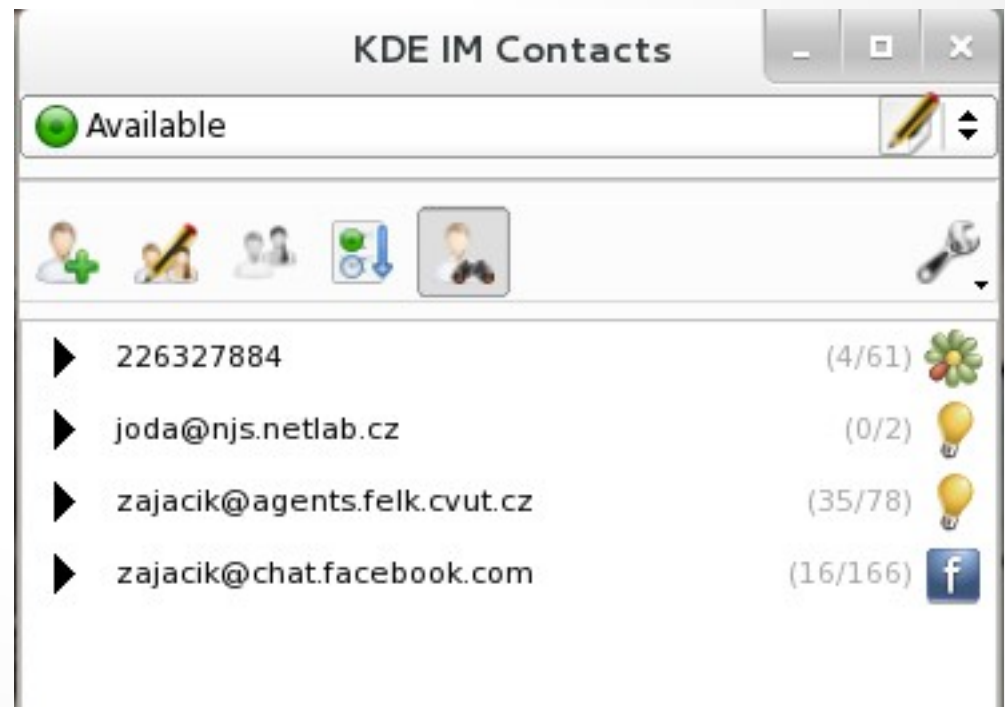 KDE IM Contacts
Available
226327884 (4/61)
joda@njs.netlab.cz (0/2)
zajacik@agents.felk.cvut.cz (35/78)
zajacik@chat.facebook.com (16/166) f